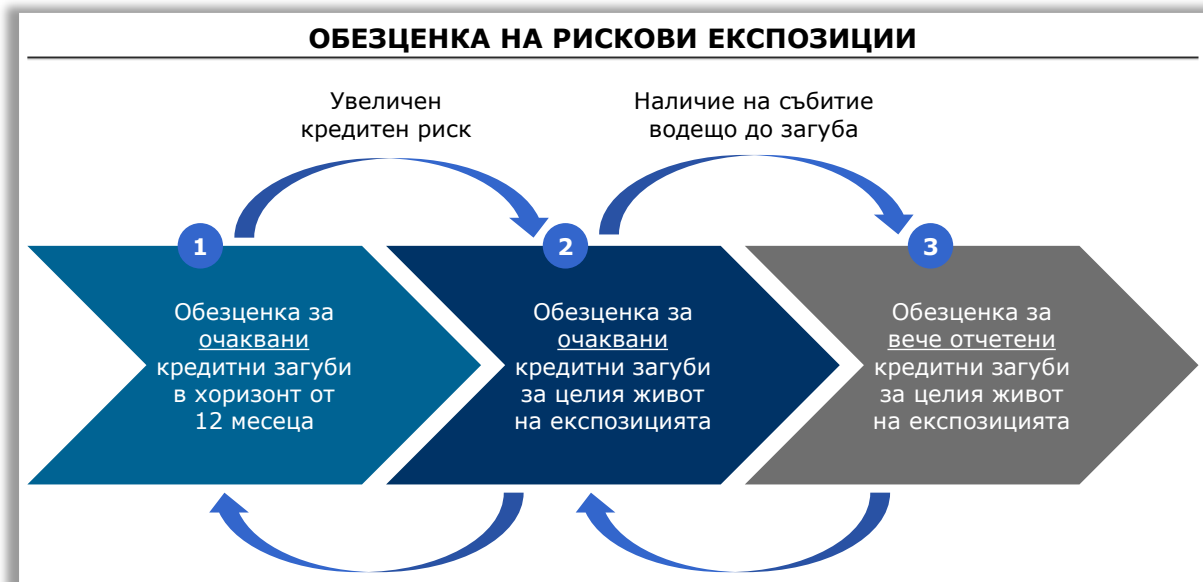 ОБЕЗЦЕНКА НА РИСКОВИ ЕКСПОЗИЦИИ
Увеличен
кредитен риск
Наличие на събитие
водещо до загуба
1
Обезценка за
очаквани
кредитни загуби
в хоризонт от
12 месеца
2
Обезценка за
очаквани
кредитни загуби
за целия живот
на експозицията
3
Обезценка за
вече отчетени
кредитни загуби
за целия живот
на експозицията